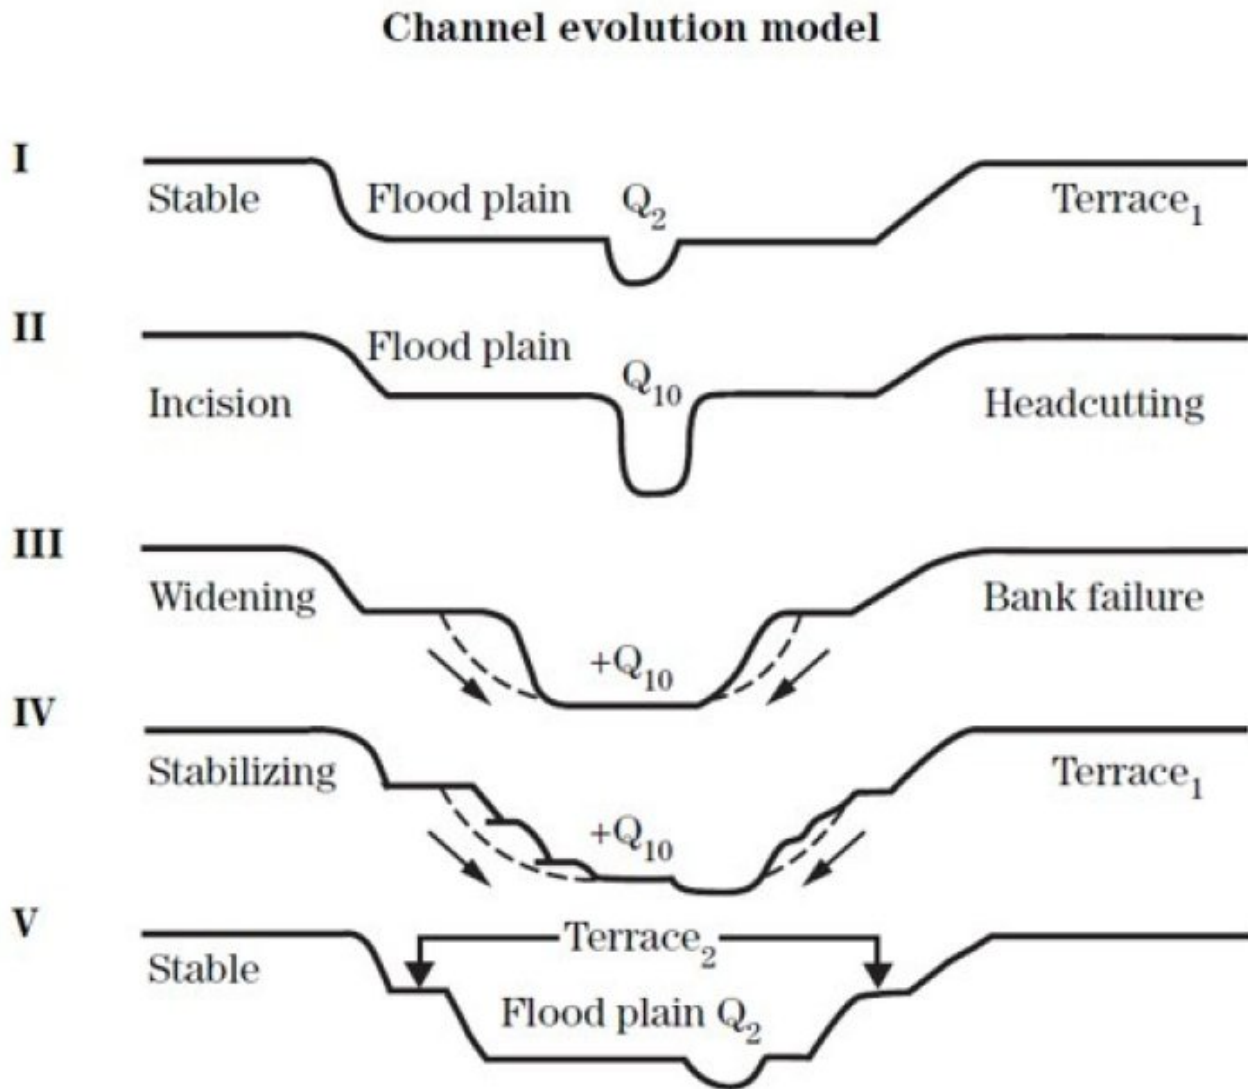 Channel evolution model
I
Stable Flood plain Q₂ Terrace₁
II
Flood plain
Q₁₀
Incision Headcutting
III
Widening Bank failure
+Q₁₀
IV
Stabilizing Terrace₁
+Q₁₀
V
Terrace₂
Stable
Flood plain Q₂